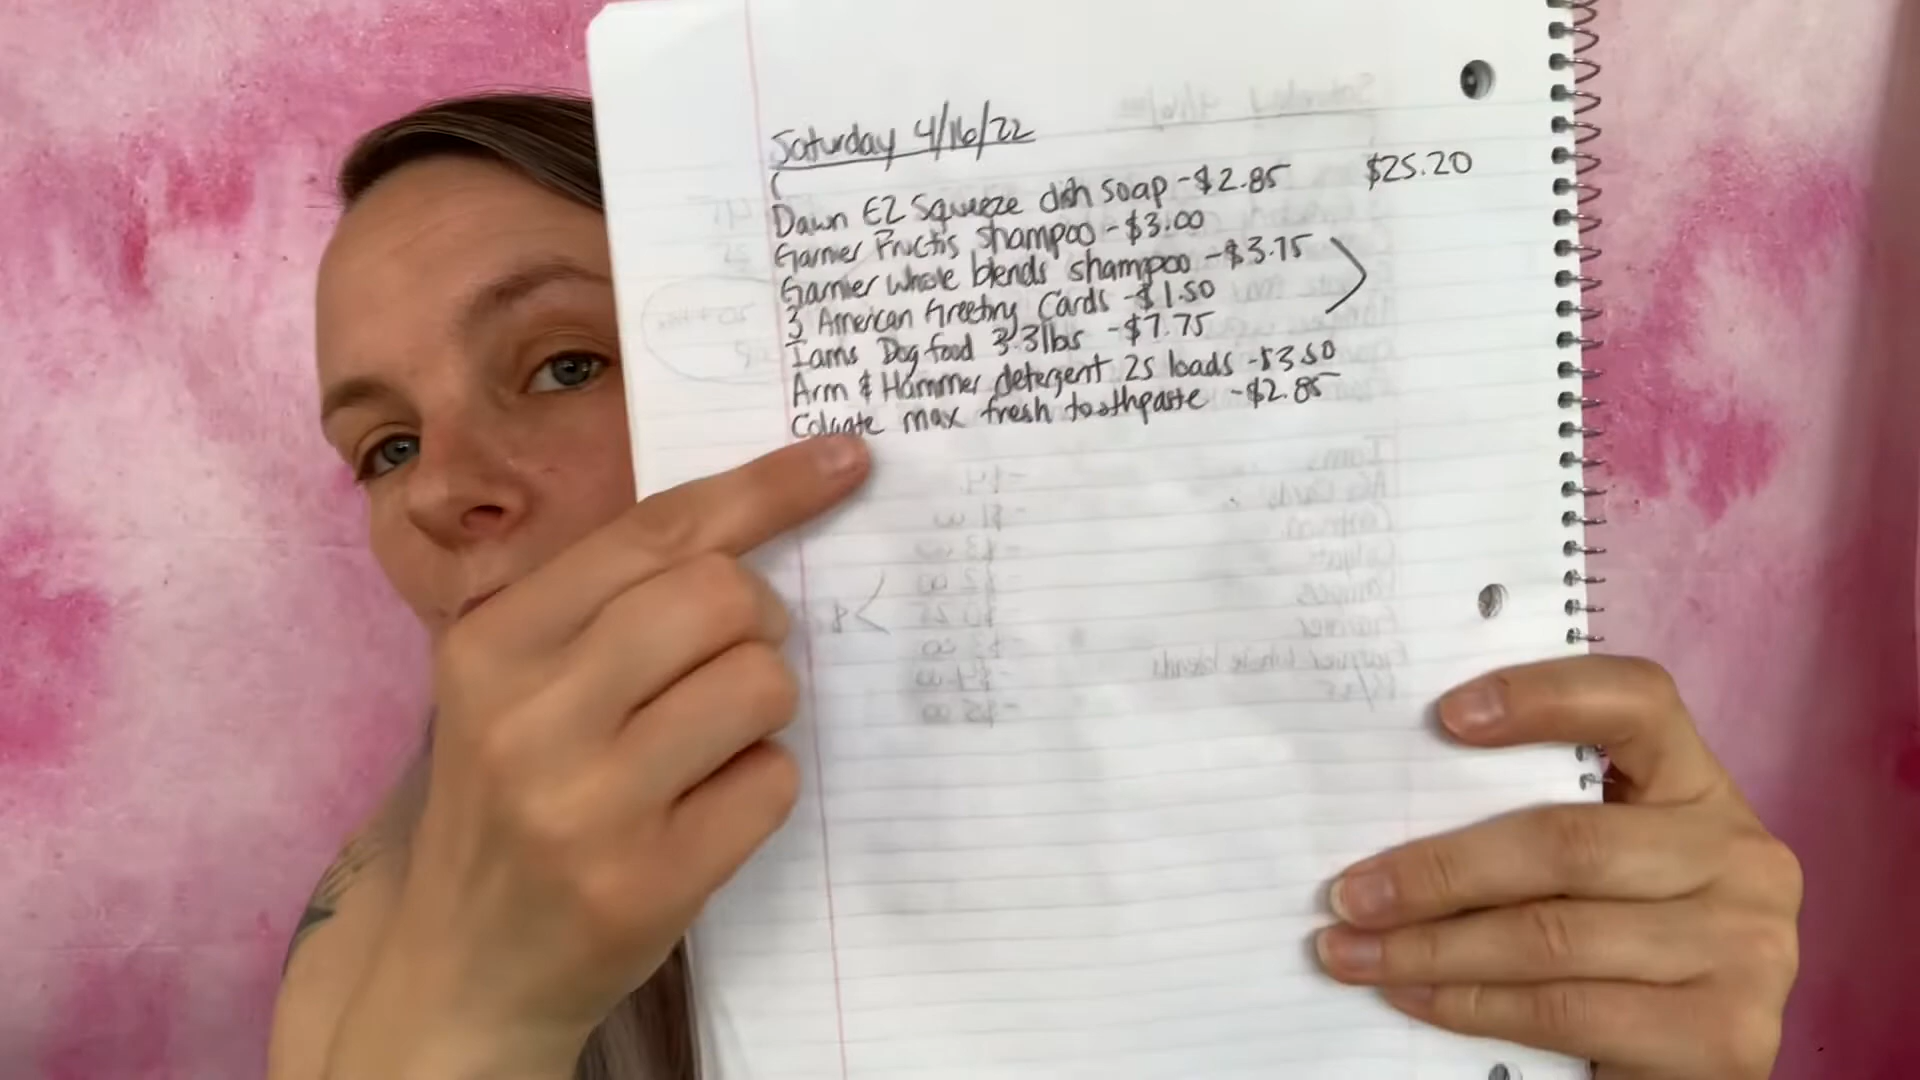 Saturday 4/16/22
Dawn EZ Squeeze dish soap - $2.85 $25.20
Garnier Fructis shampoo - $3.00
Garnier whole blends shampoo - $3.75
3 American Greeting Cards - $1.50
Iams Dog food 3.3lbs - $7.75
Arm & Hammer detergent 25 loads - $3.50
Colgate max fresh toothpaste - $2.85